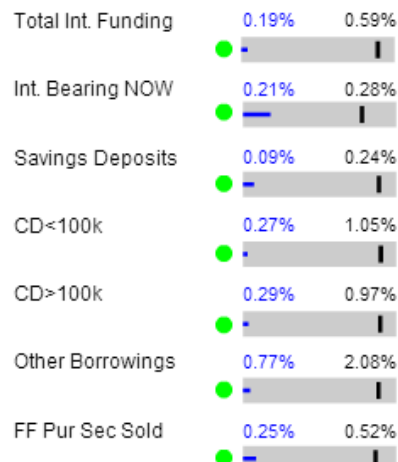 Total Int. Funding 0.19% 0.59%
Int. Bearing NOW 0.21% 0.28%
Savings Deposits 0.09% 0.24%
CD<100k 0.27% 1.05%
CD>100k 0.29% 0.97%
Other Borrowings 0.77% 2.08%
FF Pur Sec Sold 0.25% 0.52%